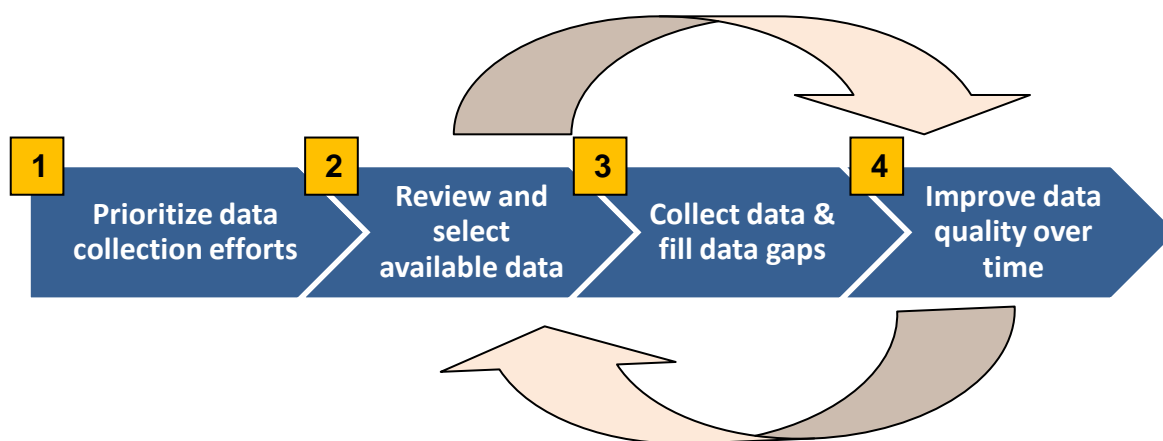 1
Prioritize data
collection efforts
2
Review and
select
available data
3
Collect data &
fill data gaps
4
Improve data
quality over
time